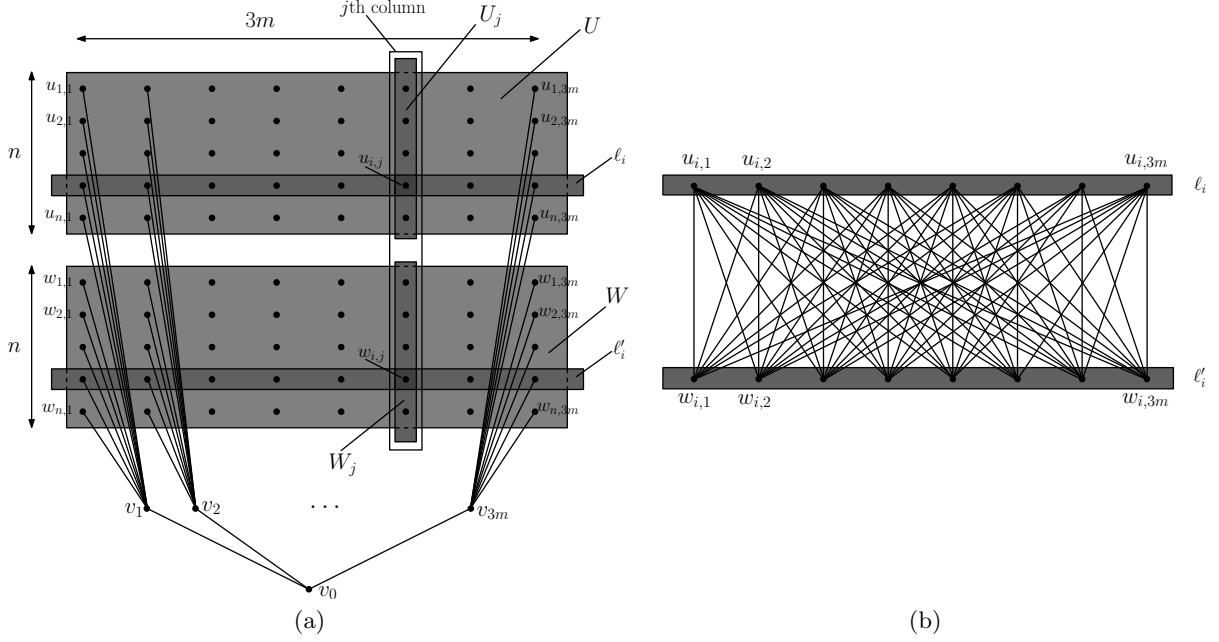 jth column
3m
U_j
U
u_{1,1}
u_{1,3m}
u_{2,1}
u_{2,3m}
n
u_{i,j}
ℓ_i
u_{n,1}
u_{n,3m}
w_{1,1}
w_{1,3m}
w_{2,1}
w_{2,3m}
W
n
w_{i,j}
ℓ'_i
w_{n,1}
w_{n,3m}
W_j
v_1
v_2
...
v_{3m}
v_0
(a)
u_{i,1}
u_{i,2}
u_{i,3m}
ℓ_i
ℓ'_i
w_{i,1}
w_{i,2}
w_{i,3m}
(b)